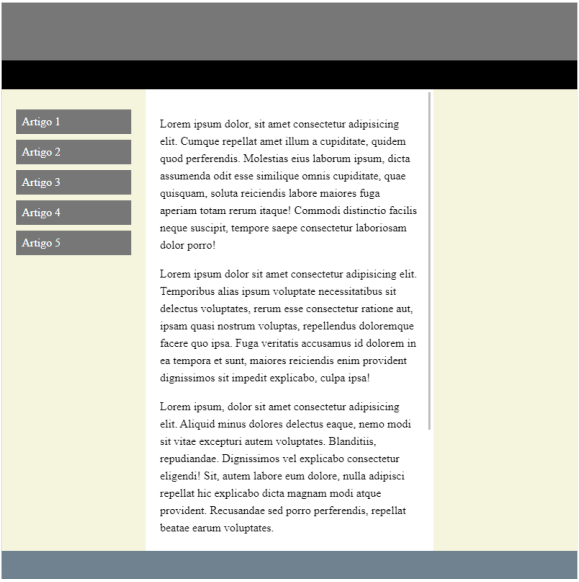 Artigo 1
Artigo 2
Artigo 3
Artigo 4
Artigo 5
Lorem ipsum dolor, sit amet consectetur adipisicing
elit. Cumque repellat amet illum a cupiditate, quidem
quod perferendis. Molestias eius laborum ipsum, dicta
assumenda odit esse similique omnis cupiditate, quae
quisquam, soluta reiciendis labore maiores fuga
aperiam totam rerum itaque! Commodi distinctio facilis
neque suscipit, tempore saepe consectetur laboriosam
dolor porro!
Lorem ipsum dolor sit amet consectetur adipisicing elit.
Temporibus alias ipsum voluptate necessitatibus sit
delectus voluptates, rerum esse consectetur ratione aut,
ipsam quasi nostrum voluptas, repellendus doloremque
facere quo ipsa. Fuga veritatis accusamus id dolorem in
ea tempora et sunt, maiores reiciendis enim provident
dignissimos sit impedit explicabo, culpa ipsa!
Lorem ipsum, dolor sit amet consectetur adipisicing
elit. Aliquid minus dolores delectus eaque, nemo modi
sit vitae excepturi autem voluptates. Blanditiis,
repudiandae. Dignissimos vel explicabo consectetur
eligendi! Sit, autem labore eum dolore, nulla adipisci
repellat hic explicabo dicta magnam modi atque
provident. Recusandae sed porro perferendis, repellat
beatae earum voluptates.